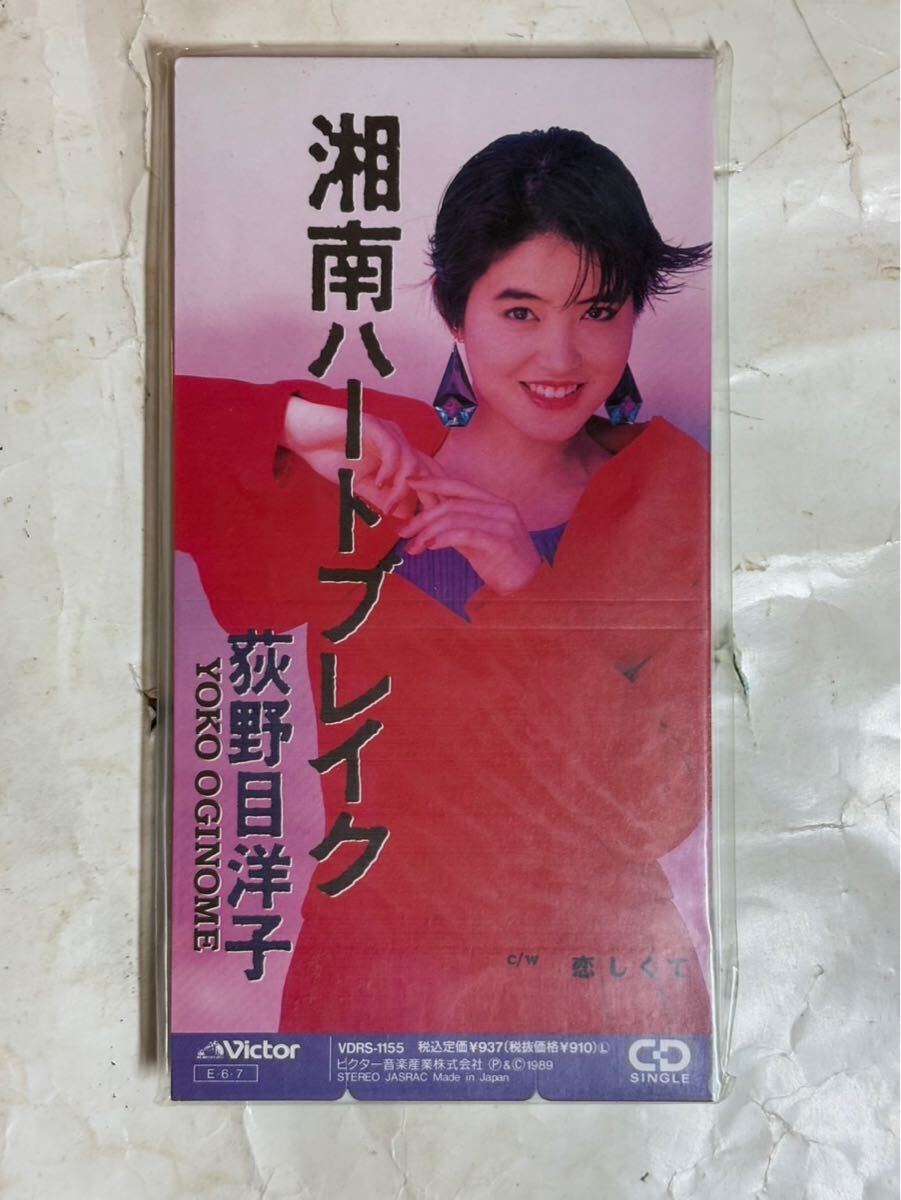 湘南ハートブレイク
荻野目洋子
YOKO OGINOME
c/w 恋しくて
Victor
E·6·7
VDRS-1155 税込定価¥937(税抜価格¥910)Ⓛ
ビクター音楽産業株式会社 Ⓟ&Ⓒ1989
STEREO JASRAC Made in Japan
CD
SINGLE